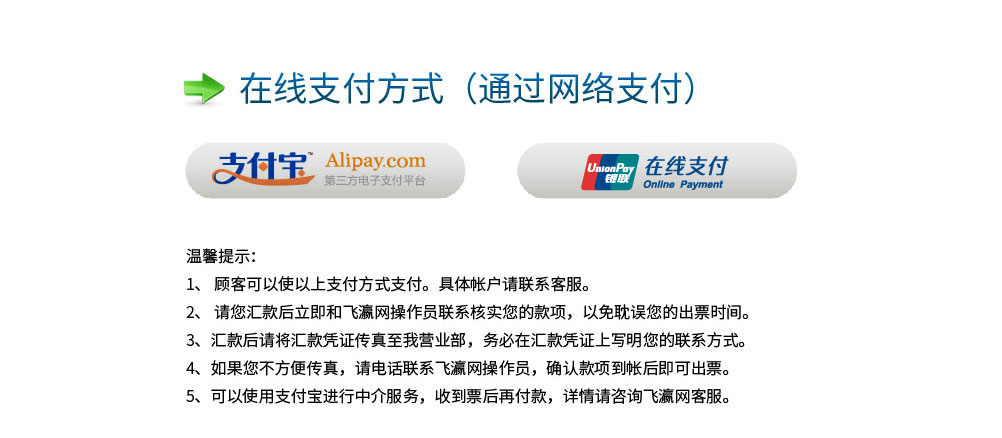 在线支付方式（通过网络支付）
支付宝™ Alipay.com
第三方电子支付平台
UnionPay 银联 在线支付
Online Payment
温馨提示：
1、 顾客可以使以上支付方式支付。具体帐户请联系客服。
2、 请您汇款后立即和飞瀛网操作员联系核实您的款项，以免耽误您的出票时间。
3、汇款后请将汇款凭证传真至我营业部，务必在汇款凭证上写明您的联系方式。
4、如果您不方便传真，请电话联系飞瀛网操作员，确认款项到帐后即可出票。
5、可以使用支付宝进行中介服务，收到票后再付款，详情请咨询飞瀛网客服。